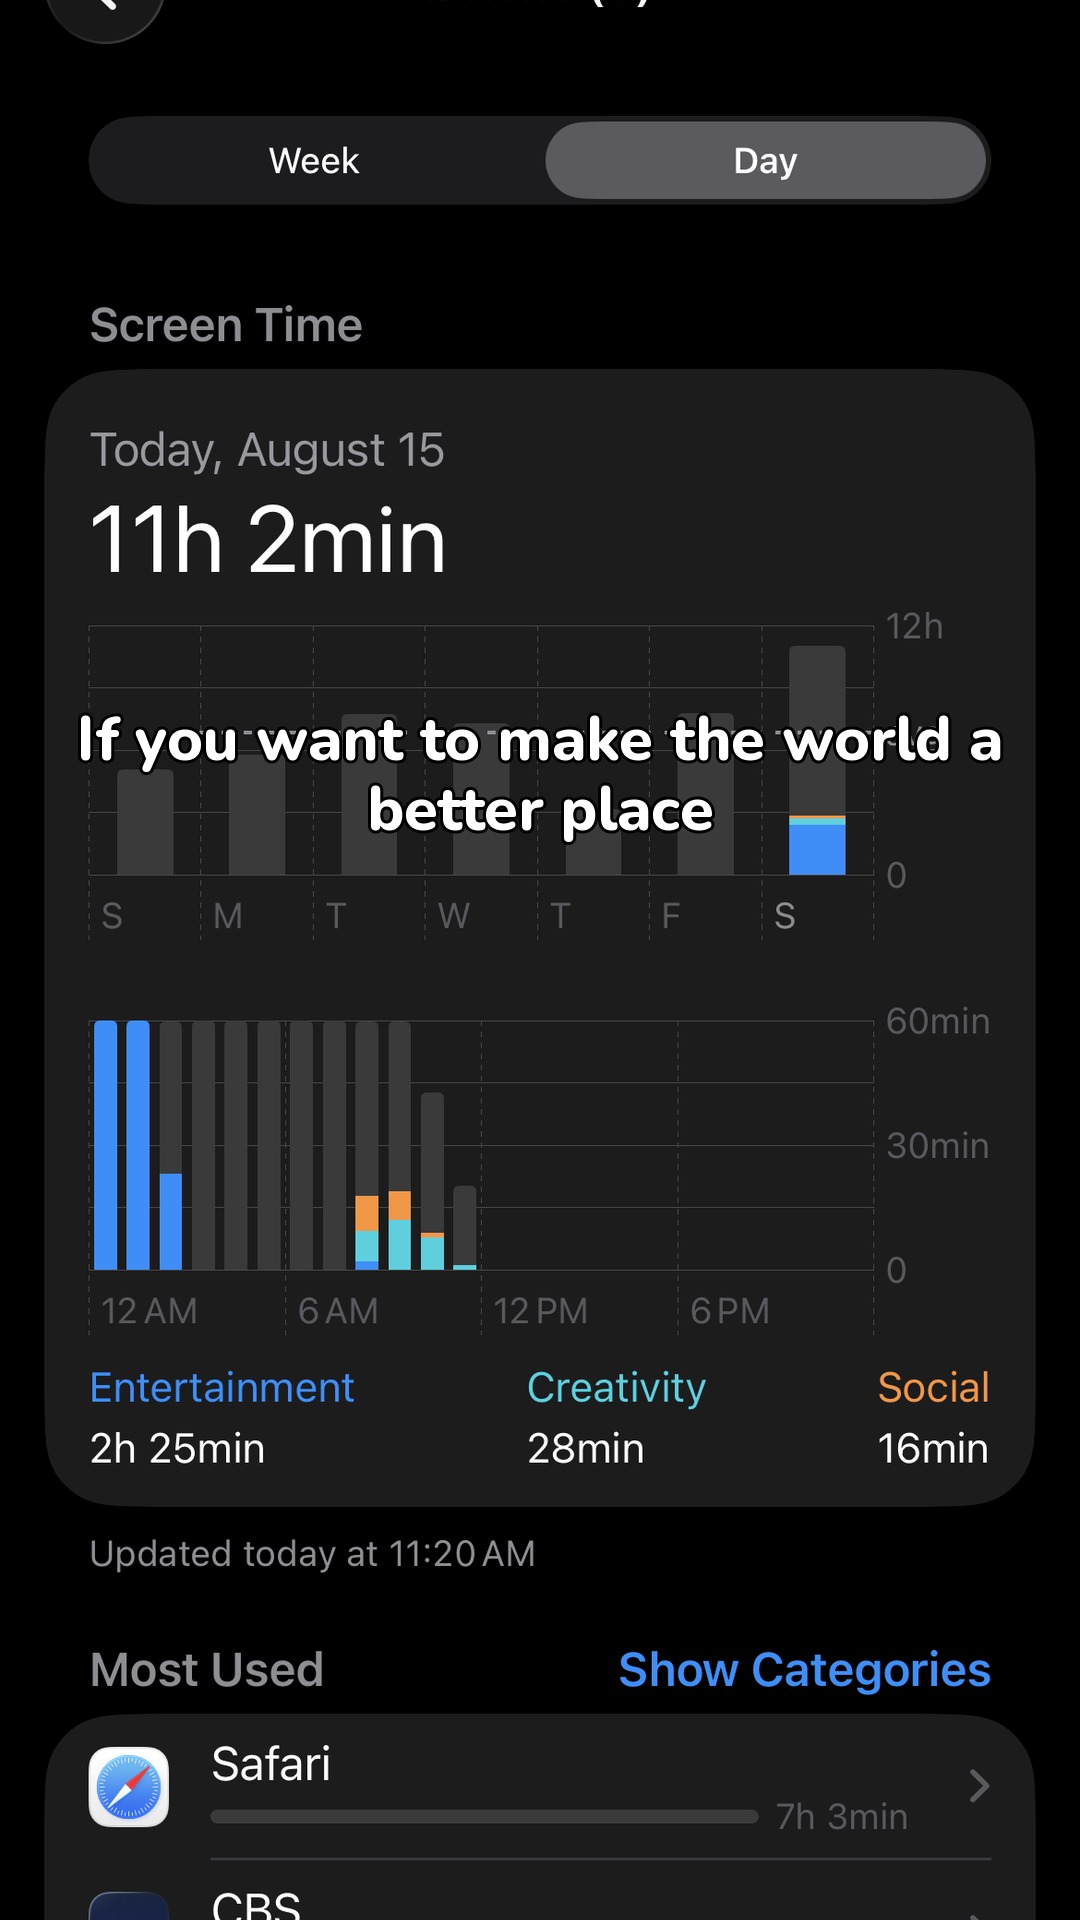 Week Day
Screen Time
Today, August 15
11h 2min
12h
If you want to make the world a
better place
0
S M T W T F S
60min
30min
0
12 AM 6 AM 12 PM 6 PM
Entertainment Creativity Social
2h 25min 28min 16min
Updated today at 11:20 AM
Most Used Show Categories
Safari
7h 3min
CBS